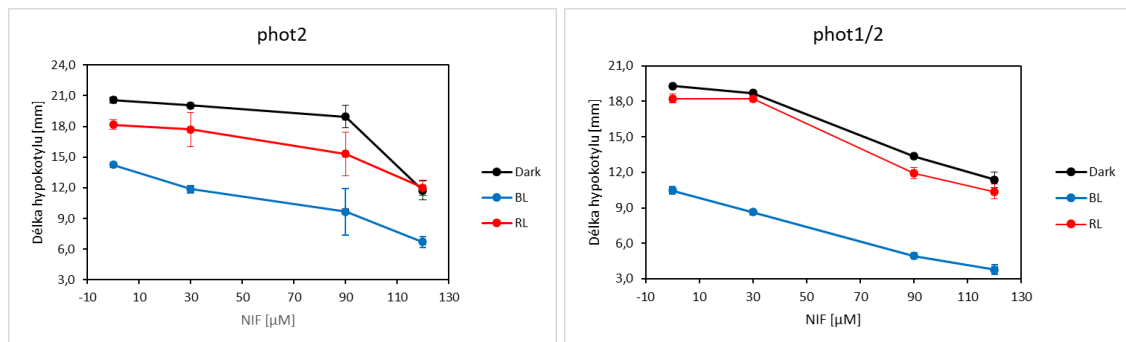 phot2
Délka hypokotylu [mm]
24,0
21,0
18,0
15,0
12,0
9,0
6,0
3,0
-10 10 30 50 70 90 110 130
NIF [µM]
Dark
BL
RL
phot1/2
Délka hypokotylu [mm]
21,0
18,0
15,0
12,0
9,0
6,0
3,0
-10 10 30 50 70 90 110 130
NIF [µM]
Dark
BL
RL